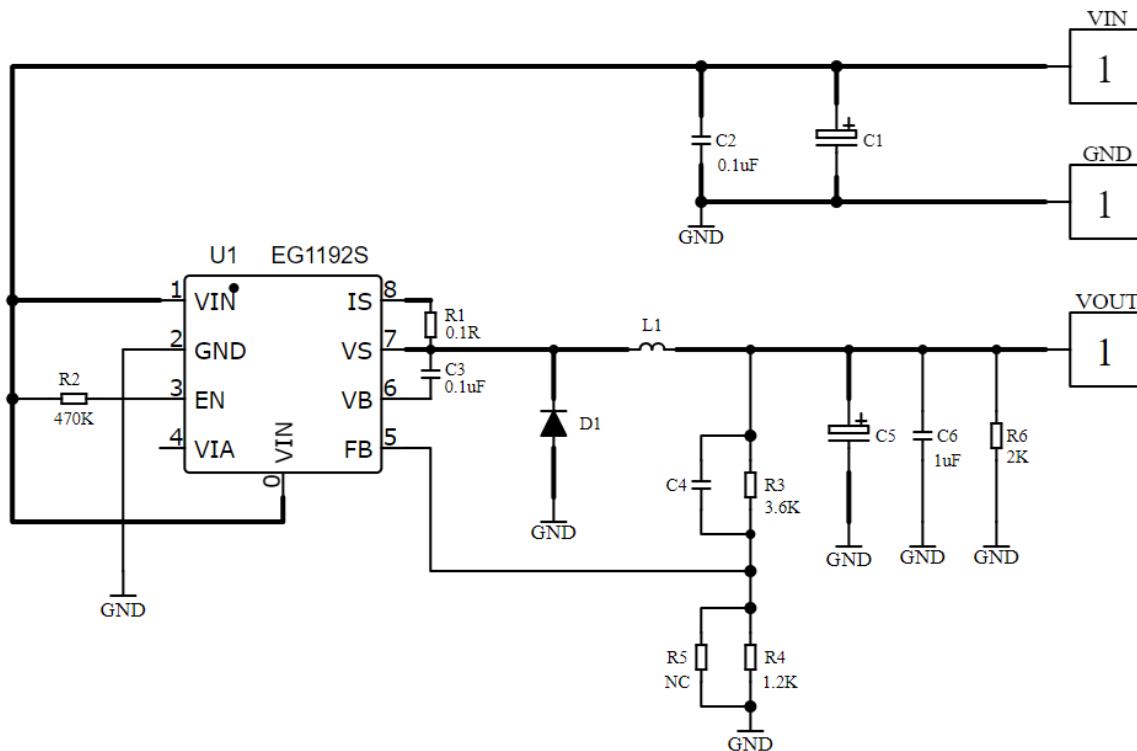 VIN
1
C2
0.1uF
C1
GND
1
GND
U1 EG1192S
1 VIN IS 8
R1
0.1R
VOUT
1
L1
2 GND VS 7
C3
0.1uF
R2
470K
3 EN VB 6
D1
4 VIA VIN FB 5
0
C5
C6
1uF
R6
2K
C4
R3
3.6K
GND
GND
GND
GND
GND
R5
NC
R4
1.2K
GND